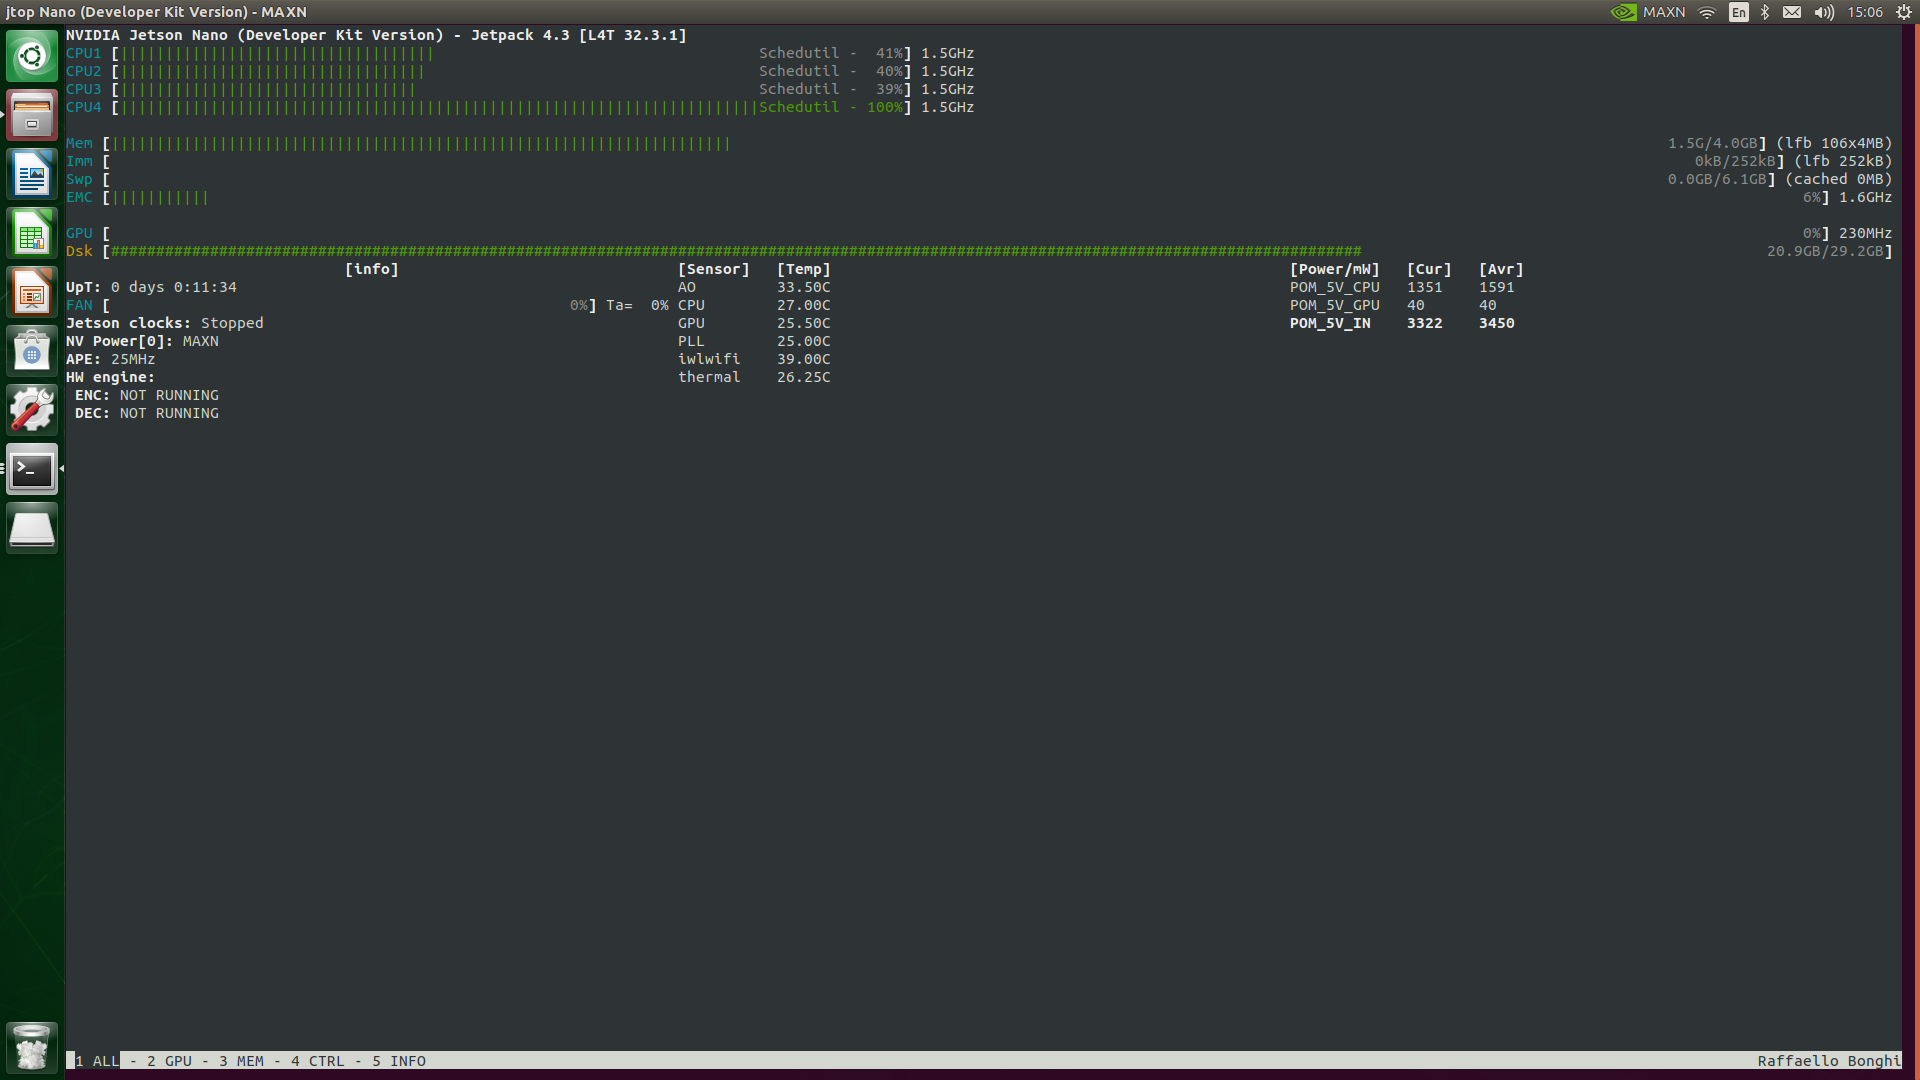 jtop Nano (Developer Kit Version) - MAXN
MAXN En 15:06
NVIDIA Jetson Nano (Developer Kit Version) - Jetpack 4.3 [L4T 32.3.1]
CPU1 [||||||||||||||||||||||||||||||||||| Schedutil - 41%] 1.5GHz
CPU2 [|||||||||||||||||||||||||||||||||| Schedutil - 40%] 1.5GHz
CPU3 [||||||||||||||||||||||||||||||||| Schedutil - 39%] 1.5GHz
CPU4 [|||||||||||||||||||||||||||||||||||||||||||||||||||||||||||||||||||||||Schedutil - 100%] 1.5GHz
Mem [||||||||||||||||||||||||||||||||||||||||||||||||||||||||||||||||||||| 1.5G/4.0GB] (lfb 106x4MB)
Imm [ 0kB/252kB] (lfb 252kB)
Swp [ 0.0GB/6.1GB] (cached 0MB)
EMC [||||||||||| 6%] 1.6GHz
GPU [ 0%] 230MHz
Dsk [########################################################################################################################################### 20.9GB/29.2GB]
[info] [Sensor] [Temp] [Power/mW] [Cur] [Avr]
UpT: 0 days 0:11:34 AO 33.50C POM_5V_CPU 1351 1591
FAN [ 0%] Ta= 0% CPU 27.00C POM_5V_GPU 40 40
Jetson clocks: Stopped GPU 25.50C POM_5V_IN 3322 3450
NV Power[0]: MAXN PLL 25.00C
APE: 25MHz iwlwifi 39.00C
HW engine: thermal 26.25C
ENC: NOT RUNNING
DEC: NOT RUNNING
1 ALL - 2 GPU - 3 MEM - 4 CTRL - 5 INFO Raffaello Bonghi